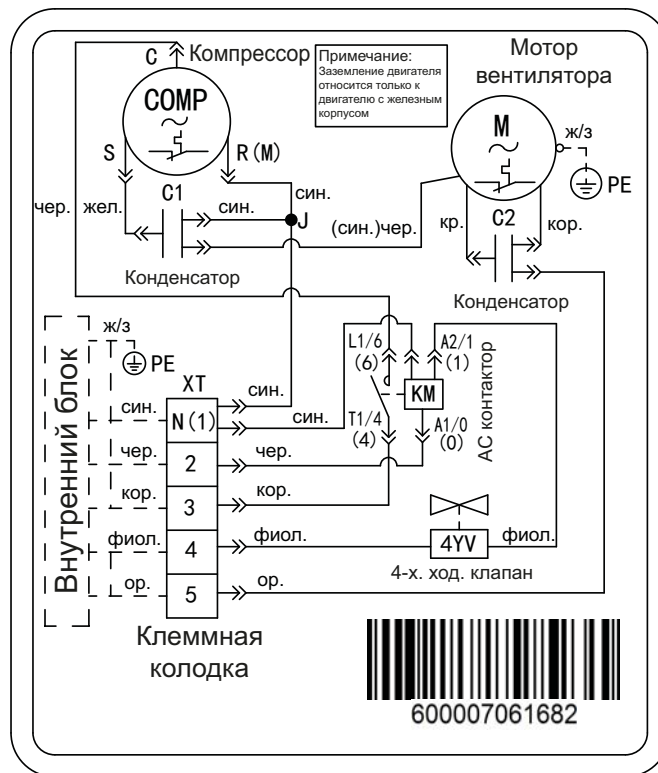 C
Компрессор
COMP
S
R(M)
Примечание:
Заземление двигателя
относится только к
двигателю с железным
корпусом
Мотор
вентилятора
M
ж/з
PE
чер.
жел.
C1
син.
син.
J
(син.)чер.
кр.
C2
кор.
Конденсатор
Конденсатор
Внутренний блок
ж/з
PE
XT
син.
N(1)
син.
син.
чер.
2
чер.
кор.
3
кор.
фиол.
4
фиол.
ор.
5
ор.
L1/6
(6)
A2/1
(1)
KM
T1/4
(4)
A1/0
(0)
AC контактор
4YV
фиол.
4-х. ход. клапан
Клеммная
колодка
600007061682